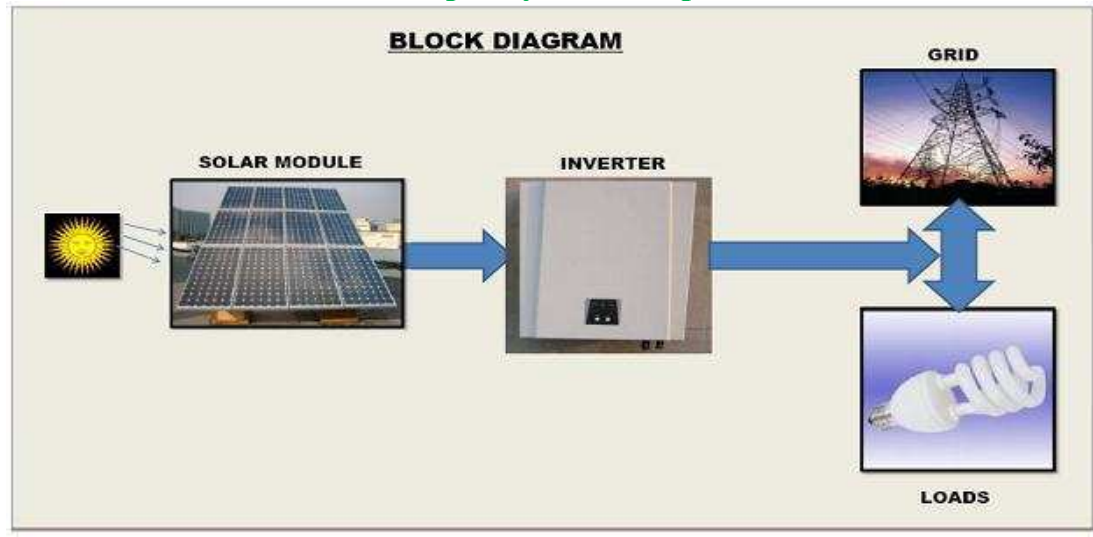 BLOCK DIAGRAM
GRID
SOLAR MODULE
INVERTER
LOADS